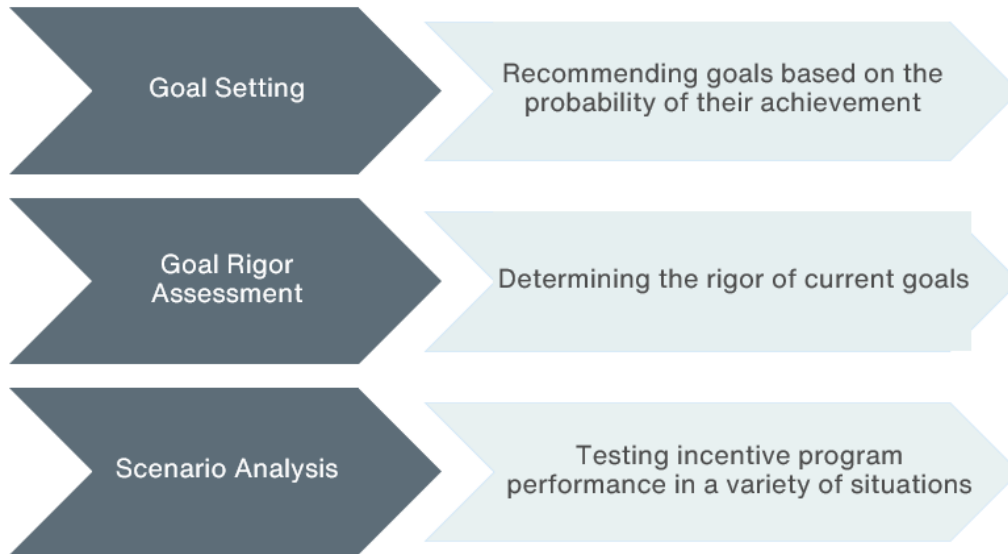 Goal Setting
Recommending goals based on the
probability of their achievement
Goal Rigor
Assessment
Determining the rigor of current goals
Scenario Analysis
Testing incentive program
performance in a variety of situations